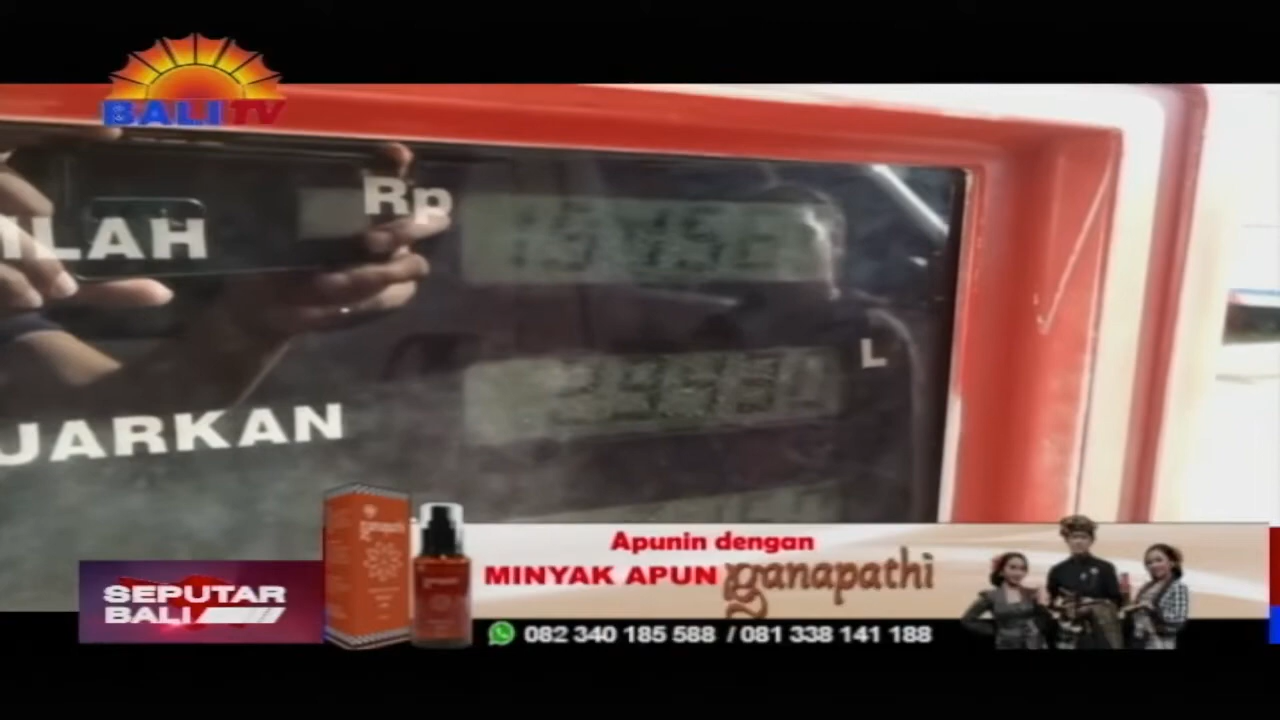 BALI TV
Rp
ILAH
L
UARKAN
Apunin dengan
MINYAK APUN ganapathi
SEPUTAR
BALI
082 340 185 588 / 081 338 141 188
ganapathi